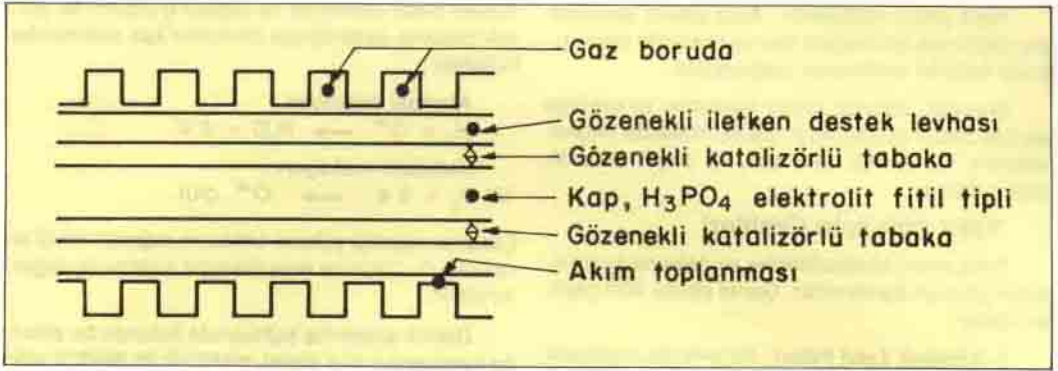 Gaz boruda
Gözenekli iletken destek levhası
Gözenekli katalizörlü tabaka
Kap, H₃PO₄ elektrolit fitil tipli
Gözenekli katalizörlü tabaka
Akım toplanması